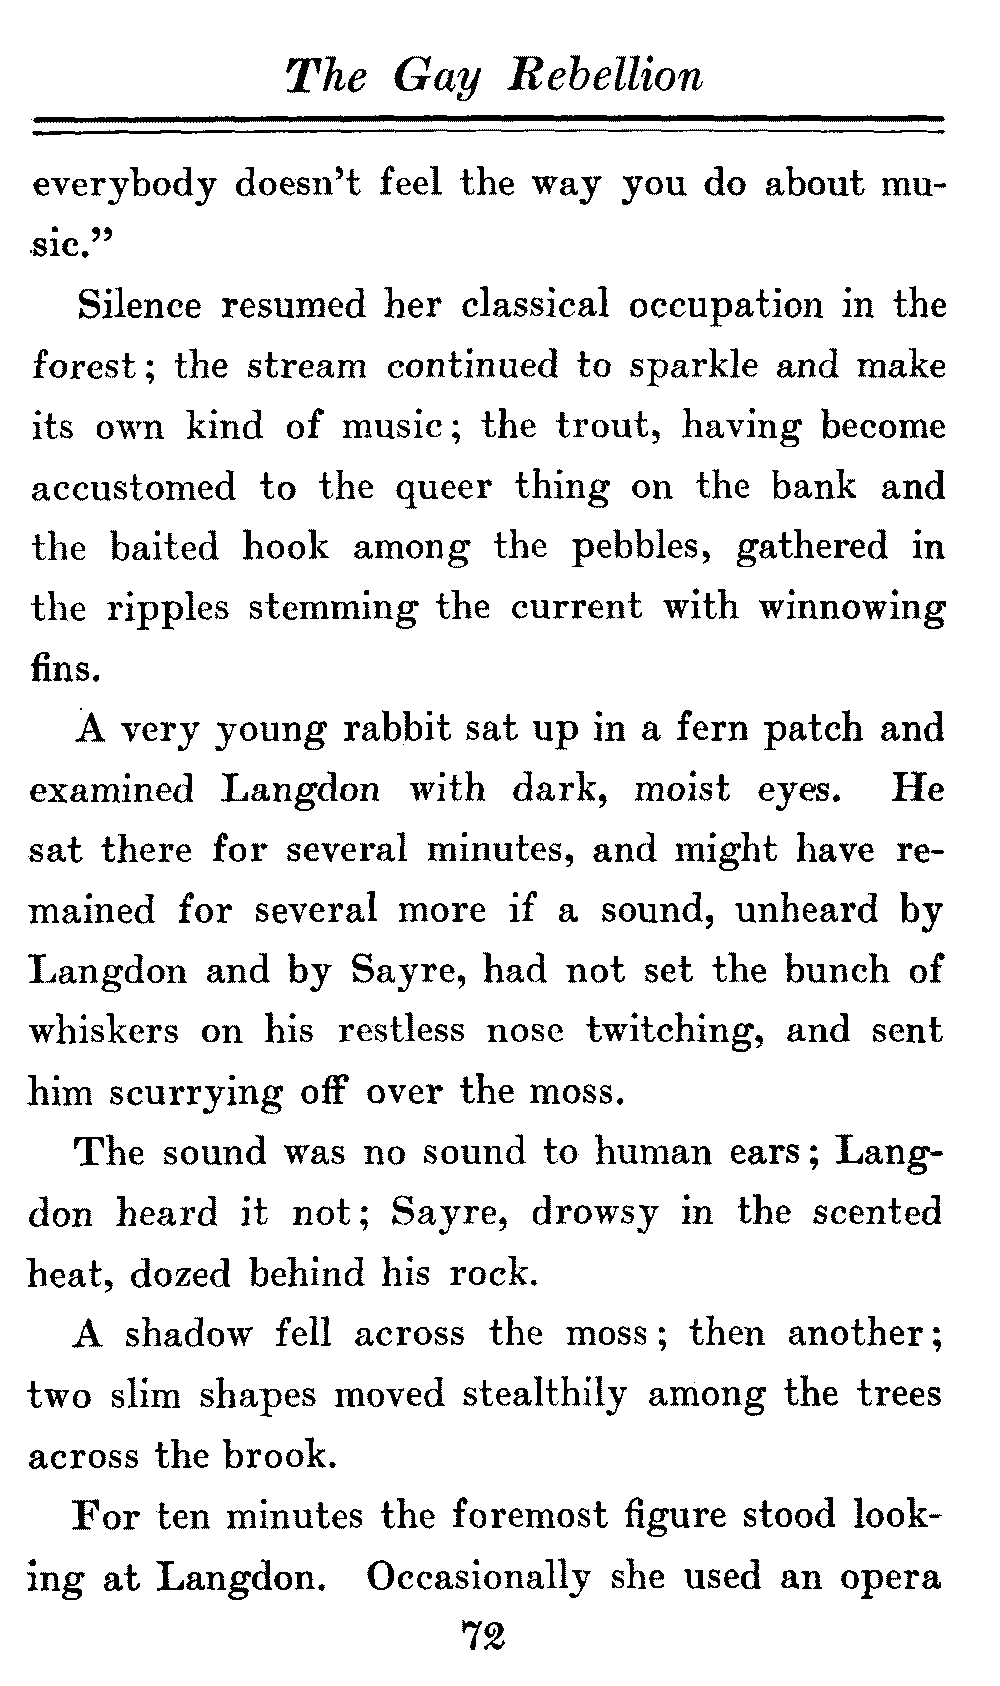 The Gay Rebellion
everybody doesn't feel the way you do about mu-
sic."
Silence resumed her classical occupation in the
forest; the stream continued to sparkle and make
its own kind of music; the trout, having become
accustomed to the queer thing on the bank and
the baited hook among the pebbles, gathered in
the ripples stemming the current with winnowing
fins.
A very young rabbit sat up in a fern patch and
examined Langdon with dark, moist eyes. He
sat there for several minutes, and might have re-
mained for several more if a sound, unheard by
Langdon and by Sayre, had not set the bunch of
whiskers on his restless nose twitching, and sent
him scurrying off over the moss.
The sound was no sound to human ears; Lang-
don heard it not; Sayre, drowsy in the scented
heat, dozed behind his rock.
A shadow fell across the moss; then another;
two slim shapes moved stealthily among the trees
across the brook.
For ten minutes the foremost figure stood look-
ing at Langdon. Occasionally she used an opera
72